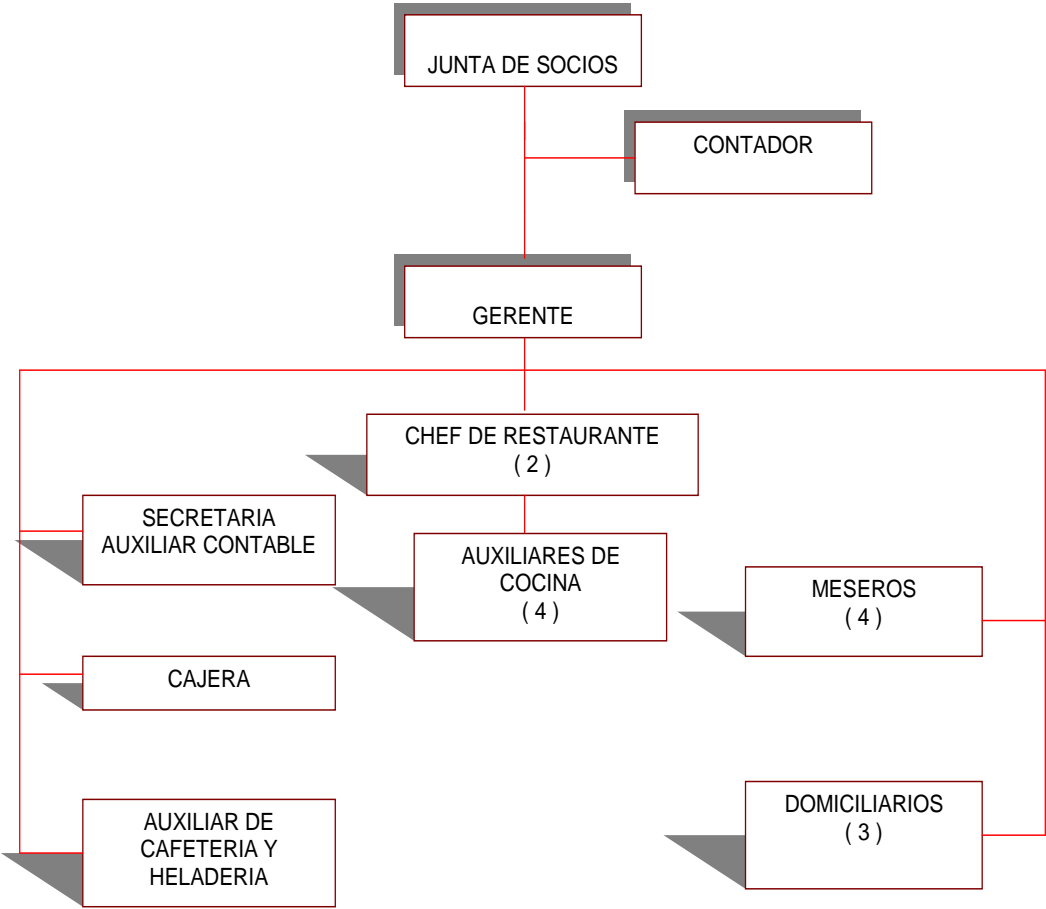 JUNTA DE SOCIOS
CONTADOR
GERENTE
CHEF DE RESTAURANTE
( 2 )
SECRETARIA
AUXILIAR CONTABLE
AUXILIARES DE
COCINA
( 4 )
MESEROS
( 4 )
CAJERA
AUXILIAR DE
CAFETERIA Y
HELADERIA
DOMICILIARIOS
( 3 )